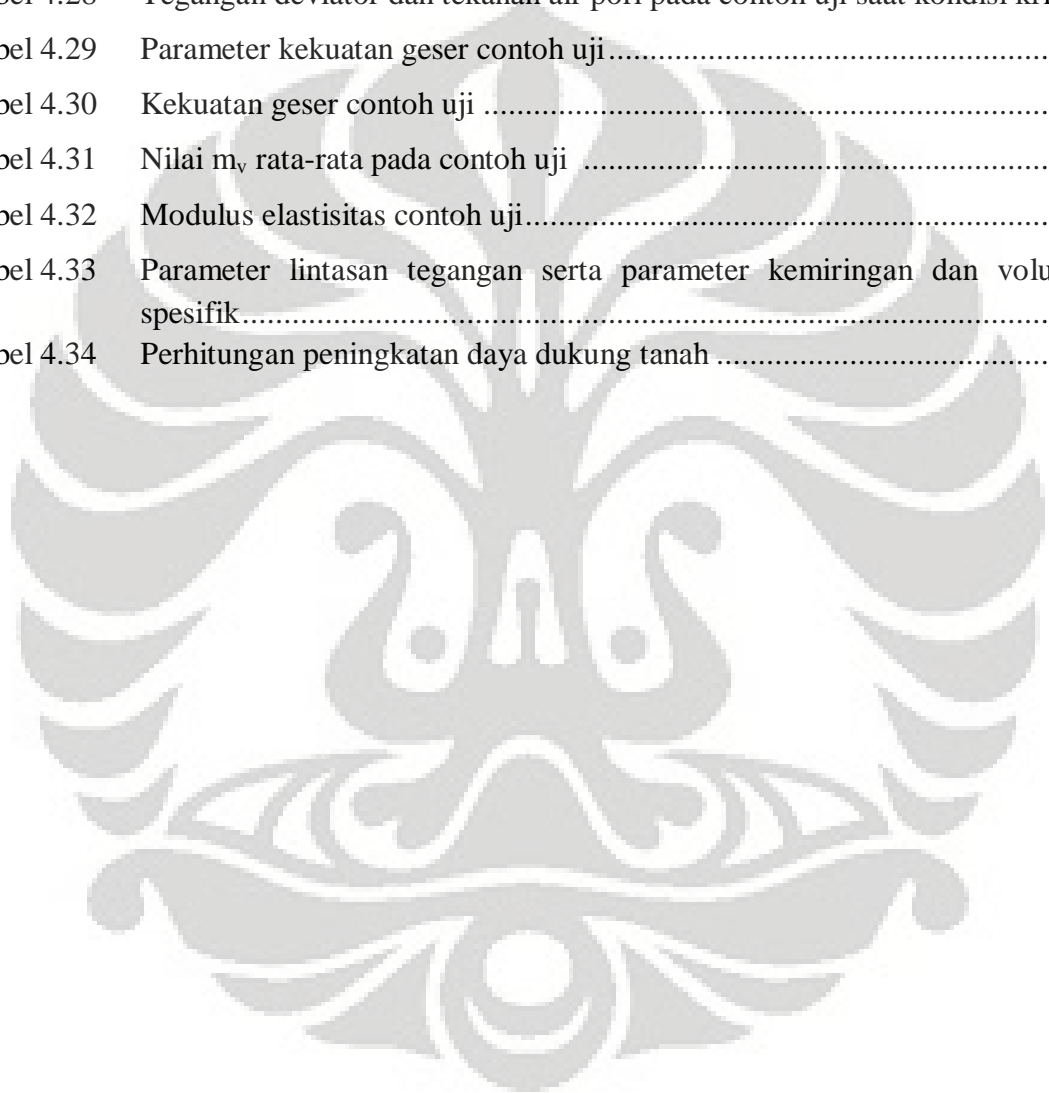 bel 4.28 Tegangan deviator dan tekanan air pori pada contoh uji saat kondisi kri
bel 4.29 Parameter kekuatan geser contoh uji........................................................
bel 4.30 Kekuatan geser contoh uji ........................................................................
bel 4.31 Nilai mᵥ rata-rata pada contoh uji ...........................................................
bel 4.32 Modulus elastisitas contoh uji...................................................................
bel 4.33 Parameter lintasan tegangan serta parameter kemiringan dan volu
spesifik.......................................................................................................
bel 4.34 Perhitungan peningkatan daya dukung tanah ..........................................